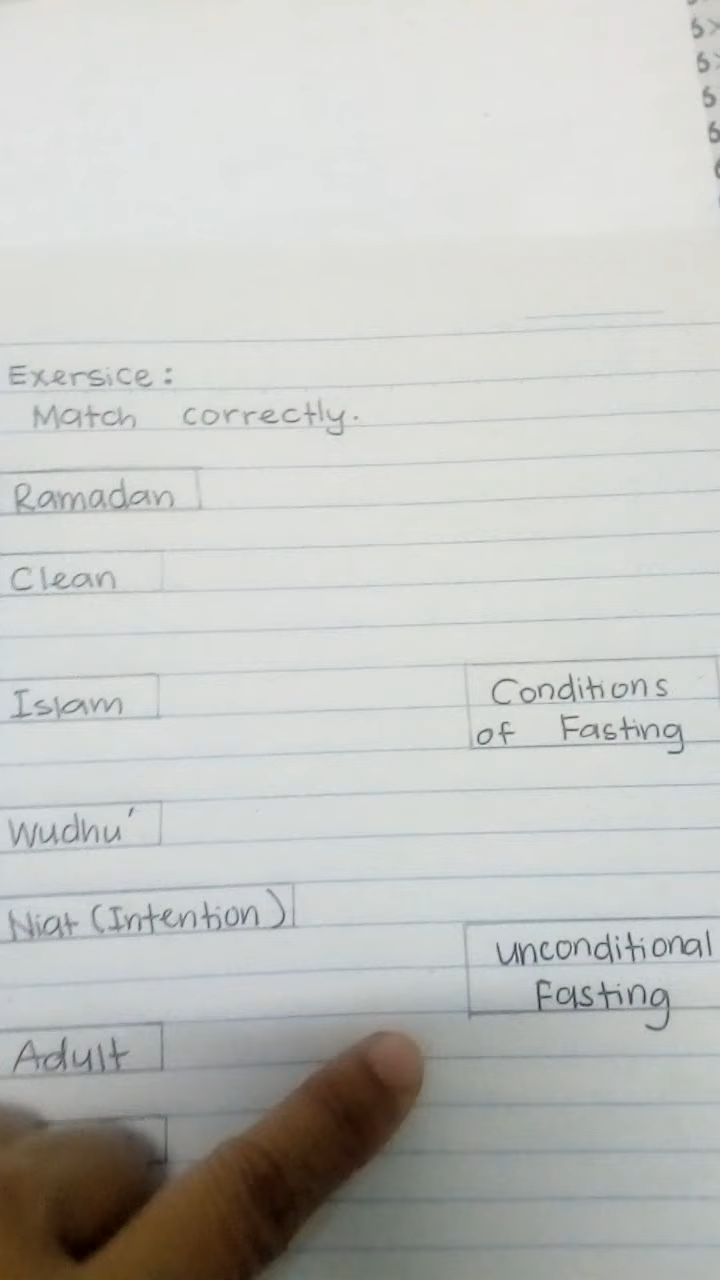 Exersice:
Match correctly.
Ramadan
Clean
Islam
Conditions
of Fasting
Wudhu'
Niat (Intention)
unconditional
Fasting
Adult